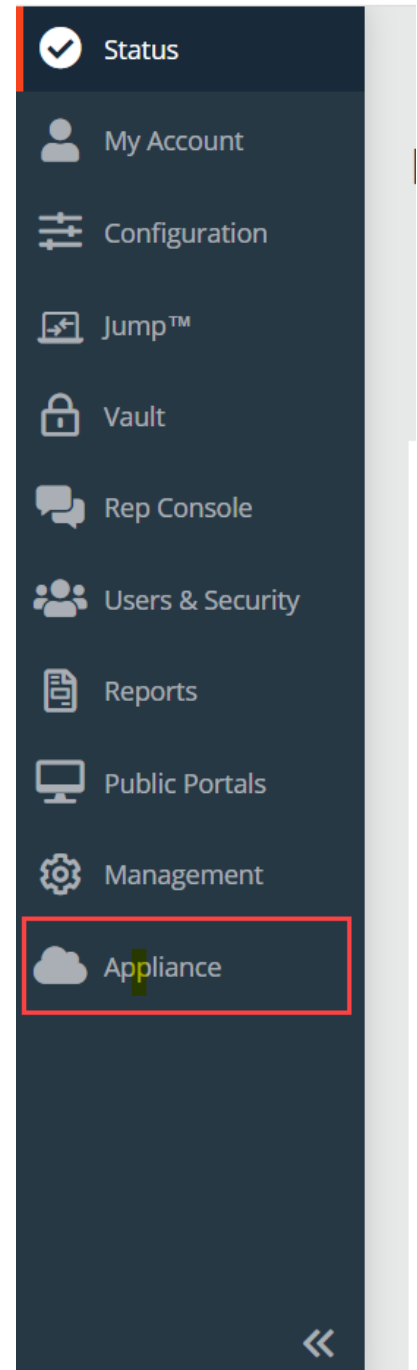 Status
My Account
Configuration
Jump™
Vault
Rep Console
Users & Security
Reports
Public Portals
Management
Appliance